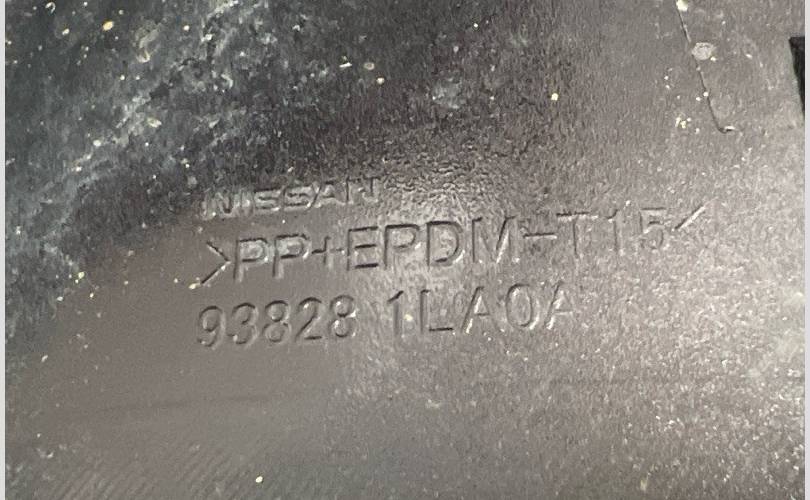 NISSAN
>PP+EPDM-T15<
93828 1LA0A